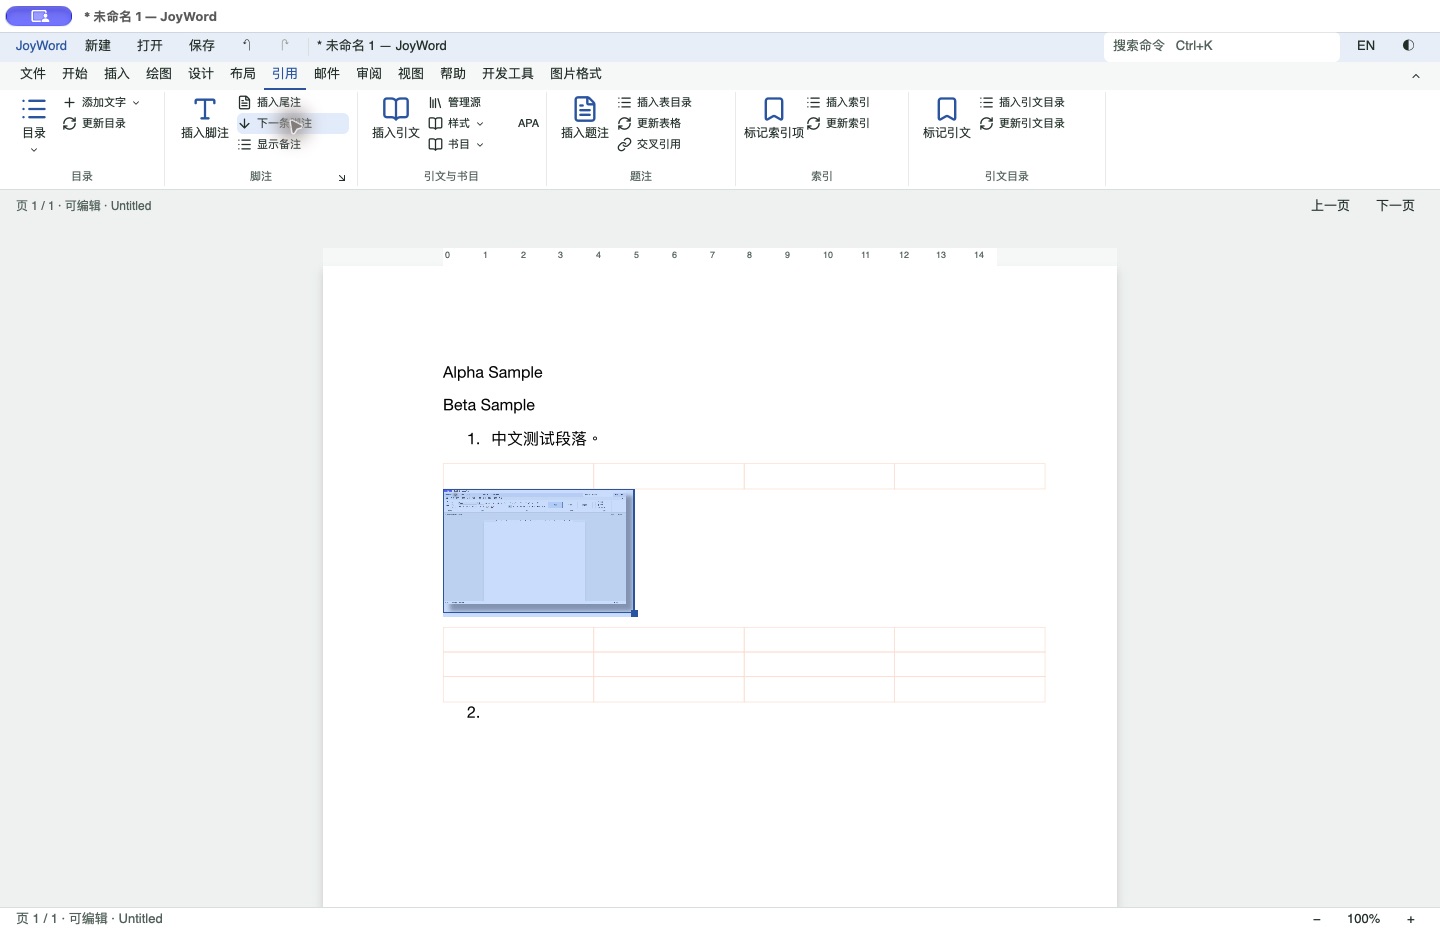 * 未命名 1 — JoyWord
JoyWord 新建 打开 保存 * 未命名 1 — JoyWord 搜索命令 Ctrl+K EN
文件 开始 插入 绘图 设计 布局 引用 邮件 审阅 视图 帮助 开发工具 图片格式
目录
添加文字
更新目录
目录
插入脚注
插入尾注
下一条脚注
显示备注
脚注
插入引文
管理源
样式 APA
书目
引文与书目
插入题注
插入表目录
更新表格
交叉引用
题注
标记索引项
插入索引
更新索引
索引
标记引文
插入引文目录
更新引文目录
引文目录
页 1 / 1 · 可编辑 · Untitled 上一页 下一页
0 1 2 3 4 5 6 7 8 9 10 11 12 13 14
Alpha Sample
Beta Sample
1. 中文测试段落。
2.
页 1 / 1 · 可编辑 · Untitled − 100% +